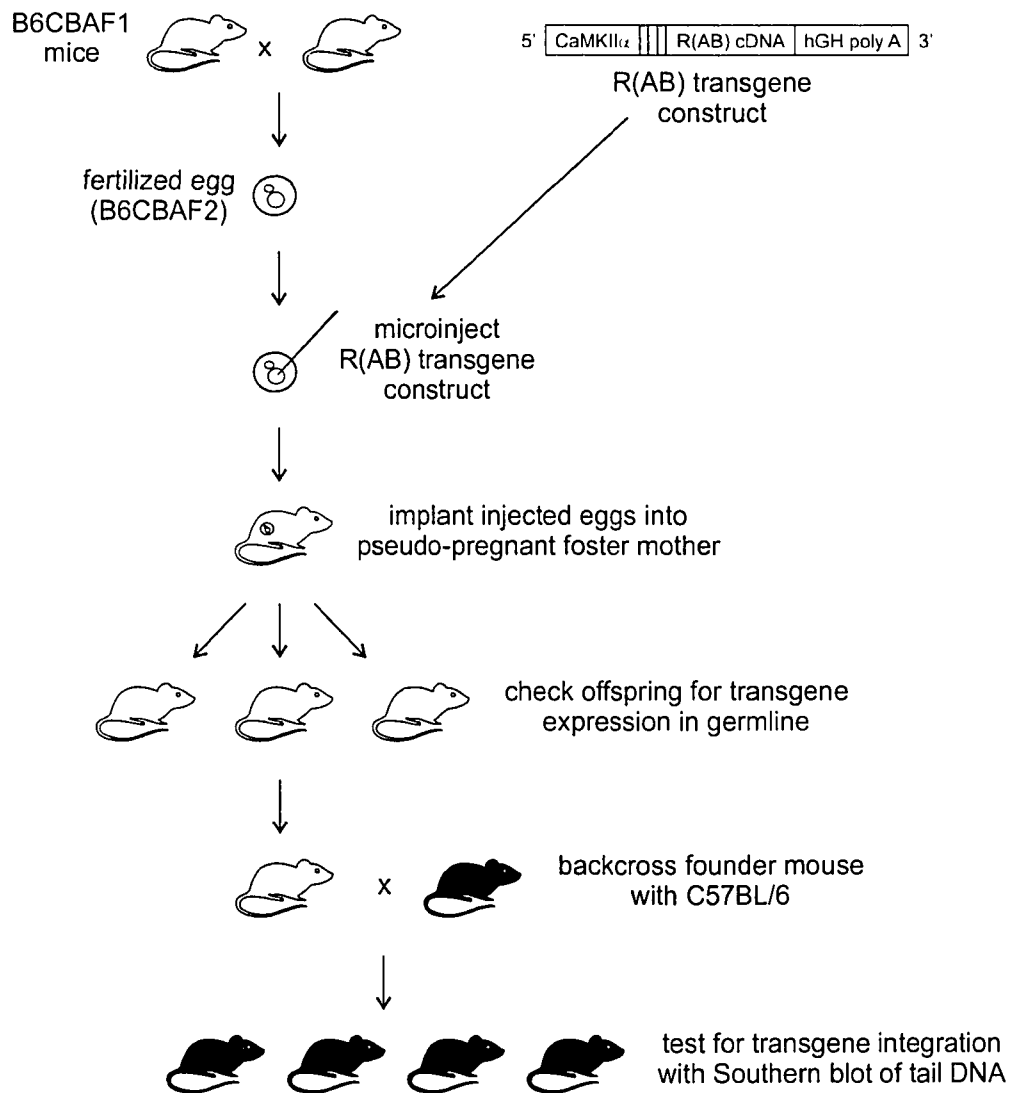 B6CBAF1
mice
x
5' CaMKIIα R(AB) cDNA hGH poly A 3'
R(AB) transgene
construct
fertilized egg
(B6CBAF2)
microinject
R(AB) transgene
construct
implant injected eggs into
pseudo-pregnant foster mother
check offspring for transgene
expression in germline
x
backcross founder mouse
with C57BL/6
test for transgene integration
with Southern blot of tail DNA